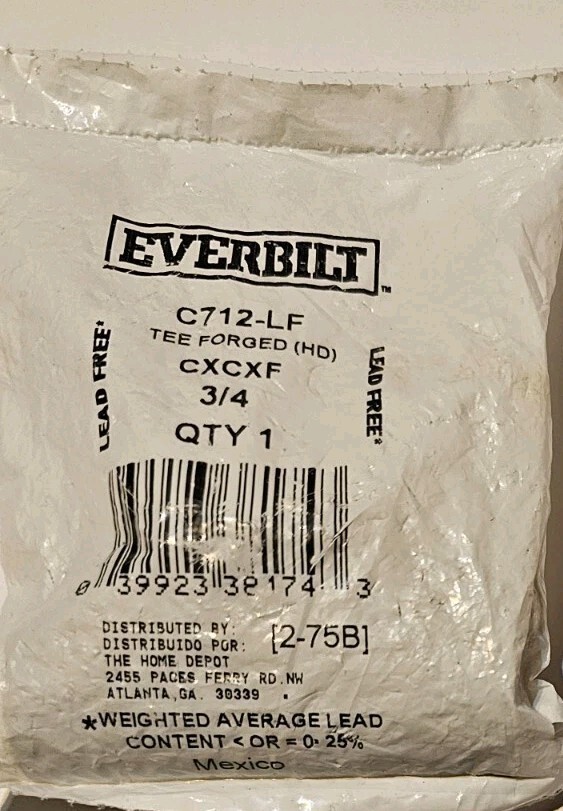 EVERBILT™
C712-LF
TEE FORGED (HD)
CXCXF
3/4
QTY 1
LEAD FREE*
LEAD FREE*
0 39923 38174 3
DISTRIBUTED BY:
DISTRIBUIDO POR:
[2-75B]
THE HOME DEPOT
2455 PACES FERRY RD.NW
ATLANTA,GA. 30339
*WEIGHTED AVERAGE LEAD
CONTENT < OR = 0.25%
Mexico